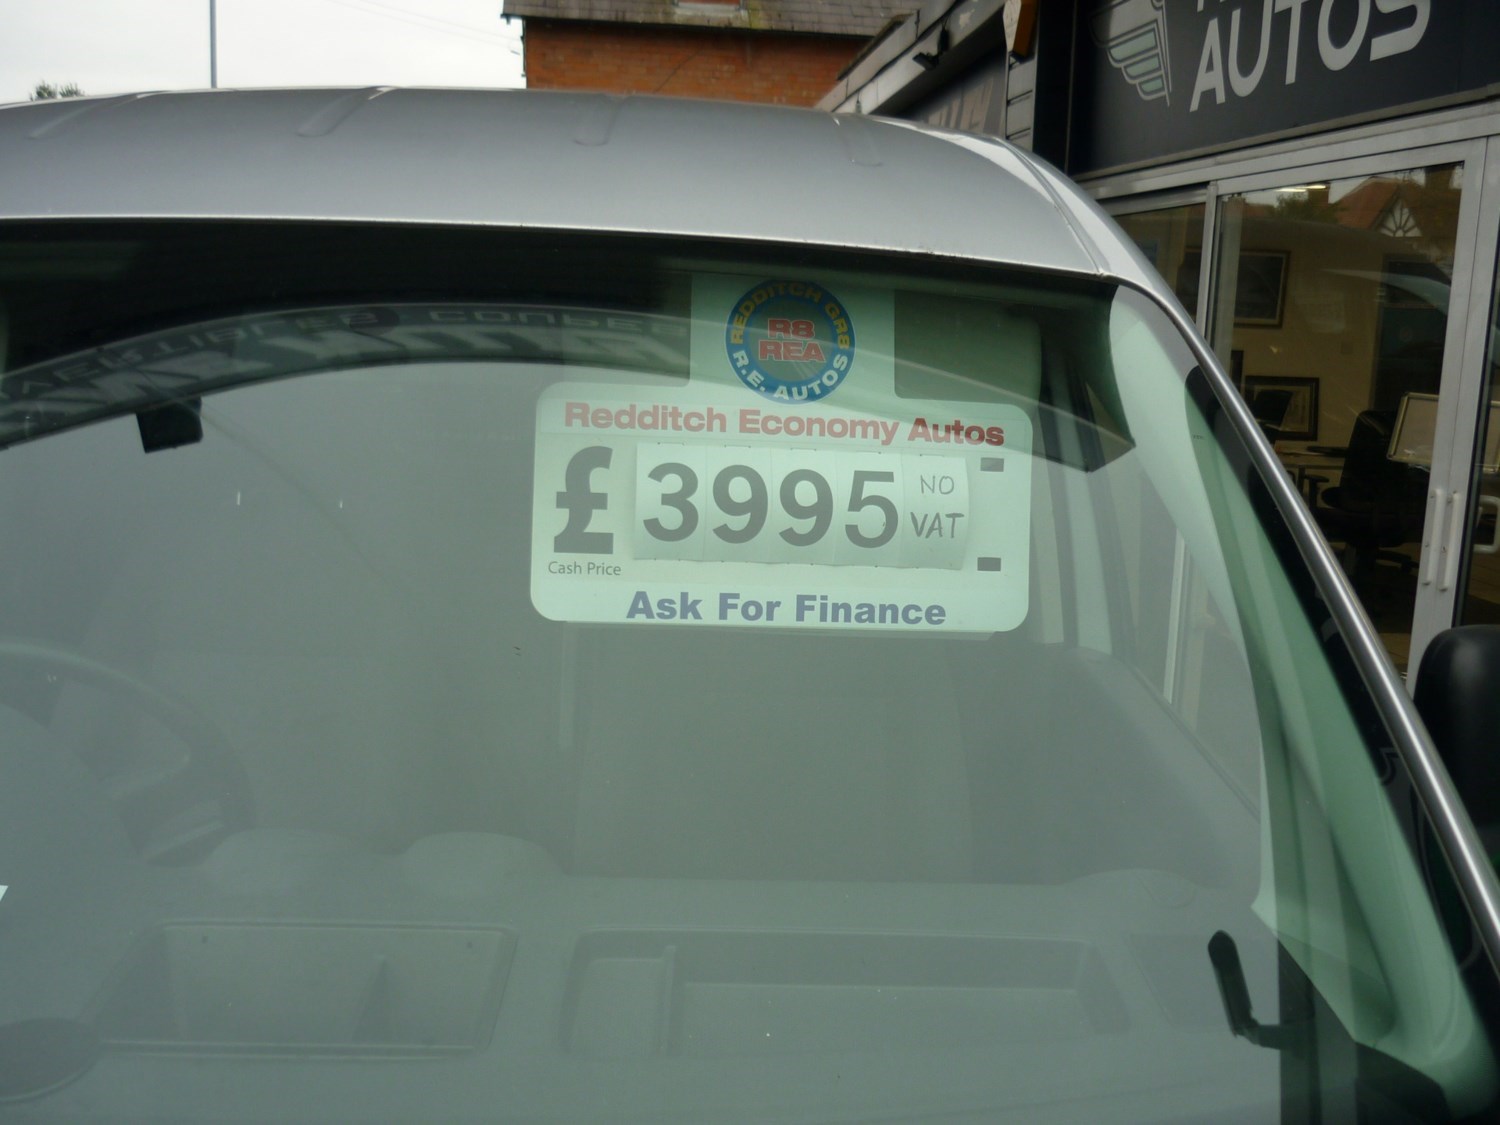 AUTOS
REDDITCH GR8
R8
REA
R.E. AUTOS
Redditch Economy Autos
£3995 NO
VAT
Cash Price
Ask For Finance